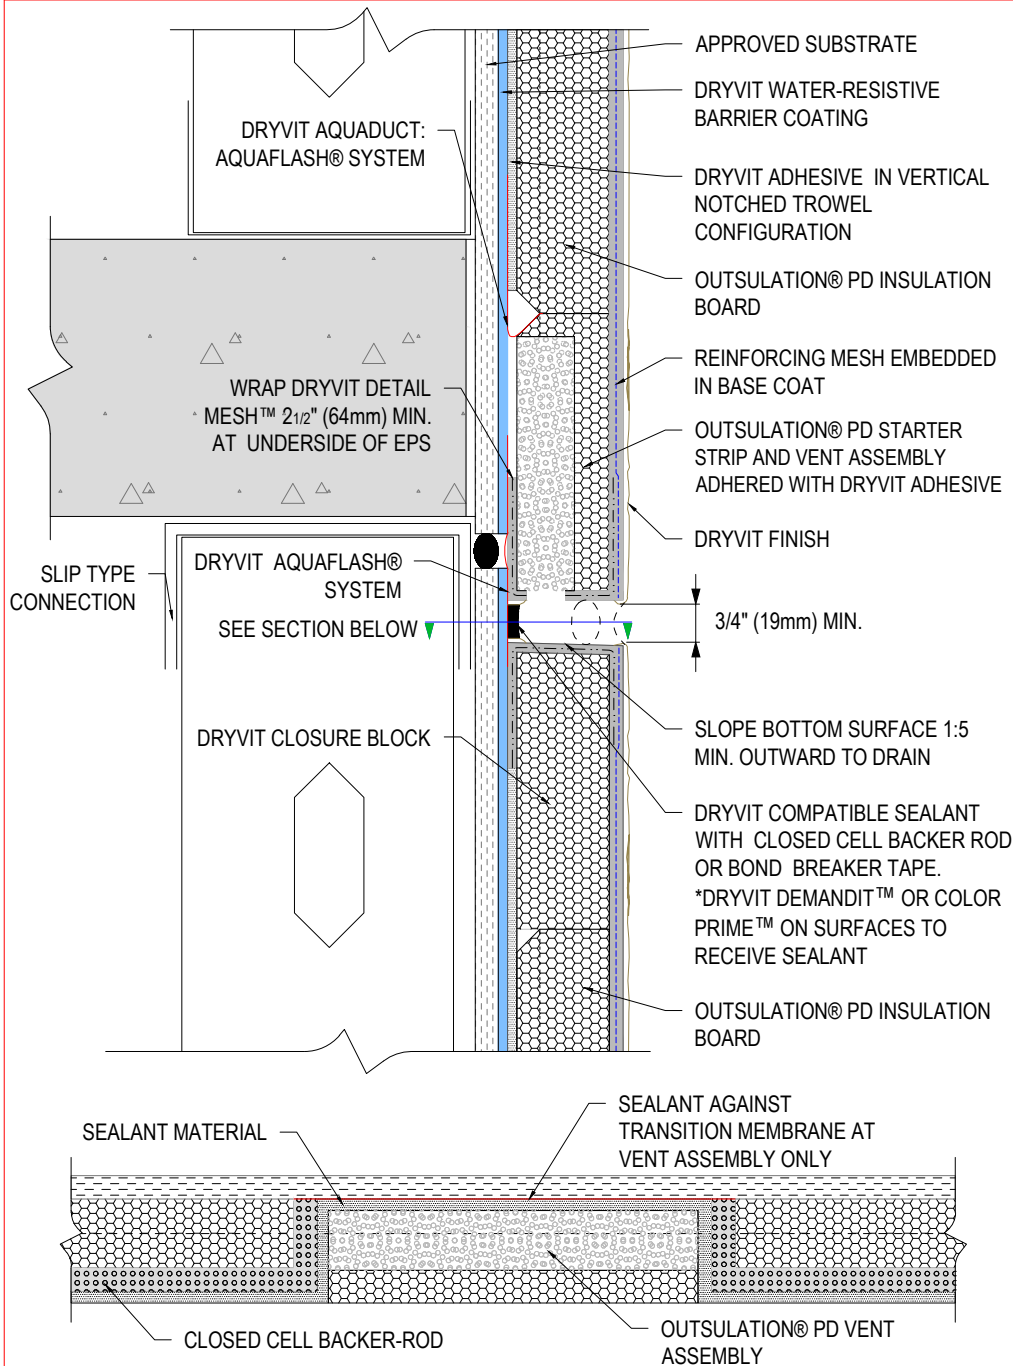 APPROVED SUBSTRATE
DRYVIT WATER-RESISTIVE
BARRIER COATING
DRYVIT AQUADUCT:
AQUAFLASH® SYSTEM
DRYVIT ADHESIVE IN VERTICAL
NOTCHED TROWEL
CONFIGURATION
OUTSULATION® PD INSULATION
BOARD
REINFORCING MESH EMBEDDED
IN BASE COAT
WRAP DRYVIT DETAIL
MESH™ 2 1/2" (64mm) MIN.
AT UNDERSIDE OF EPS
OUTSULATION® PD STARTER
STRIP AND VENT ASSEMBLY
ADHERED WITH DRYVIT ADHESIVE
DRYVIT FINISH
SLIP TYPE
CONNECTION
DRYVIT AQUAFLASH®
SYSTEM
SEE SECTION BELOW
3/4" (19mm) MIN.
DRYVIT CLOSURE BLOCK
SLOPE BOTTOM SURFACE 1:5
MIN. OUTWARD TO DRAIN
DRYVIT COMPATIBLE SEALANT
WITH CLOSED CELL BACKER ROD
OR BOND BREAKER TAPE.
*DRYVIT DEMANDIT™ OR COLOR
PRIME™ ON SURFACES TO
RECEIVE SEALANT
OUTSULATION® PD INSULATION
BOARD
SEALANT MATERIAL
SEALANT AGAINST
TRANSITION MEMBRANE AT
VENT ASSEMBLY ONLY
CLOSED CELL BACKER-ROD
OUTSULATION® PD VENT
ASSEMBLY